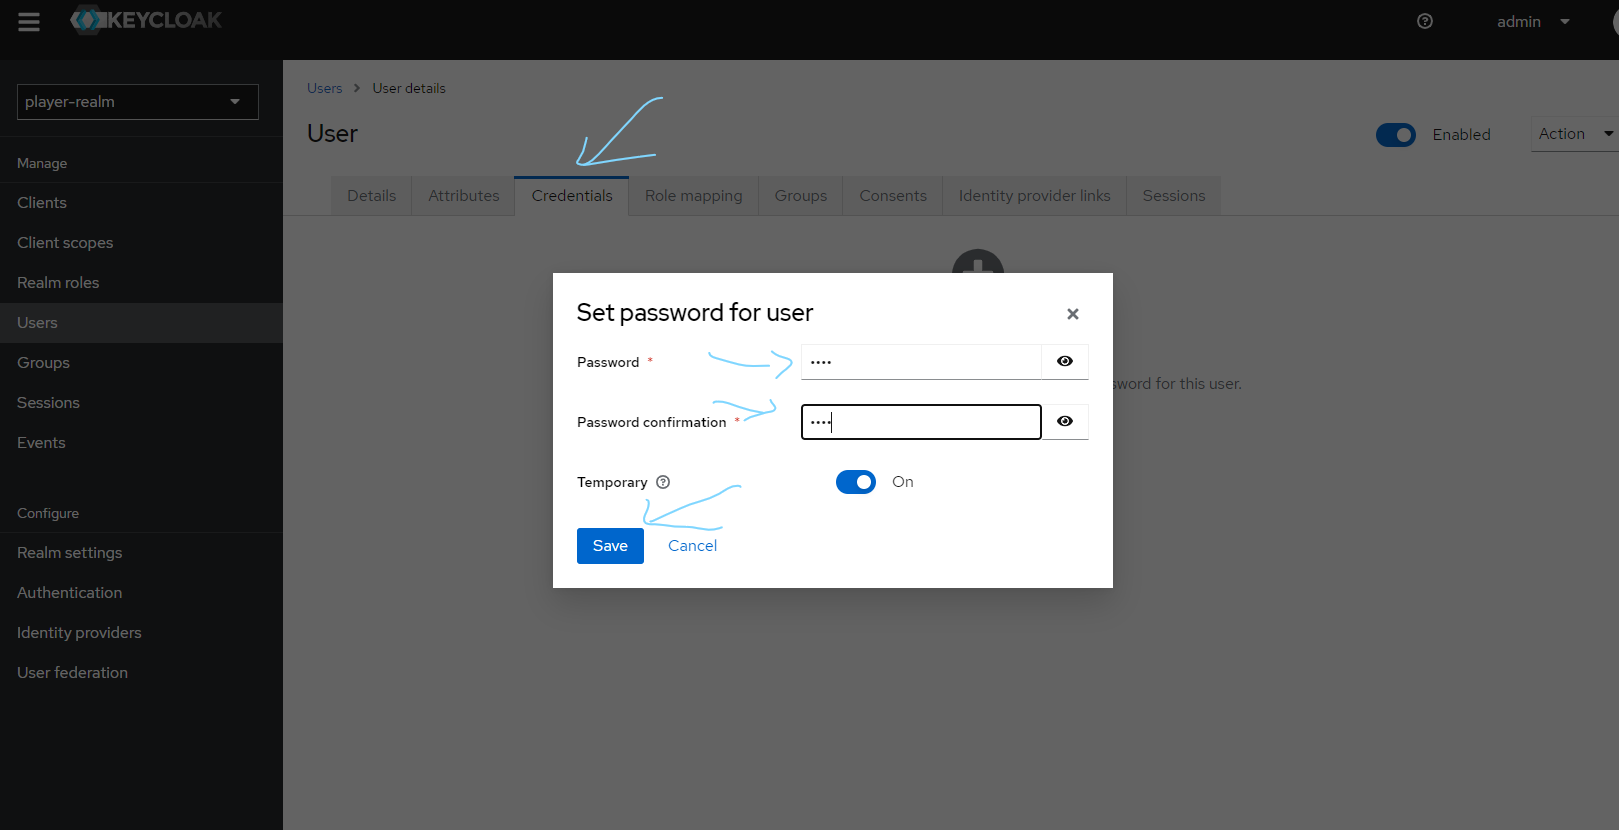 KEYCLOAK
admin
player-realm
Manage
Clients
Client scopes
Realm roles
Users
Groups
Sessions
Events
Configure
Realm settings
Authentication
Identity providers
User federation
Users > User details
User
Enabled
Action
Details Attributes Credentials Role mapping Groups Consents Identity provider links Sessions
sword for this user.
Set password for user
Password *
••••
Password confirmation *
••••
Temporary
On
Save Cancel